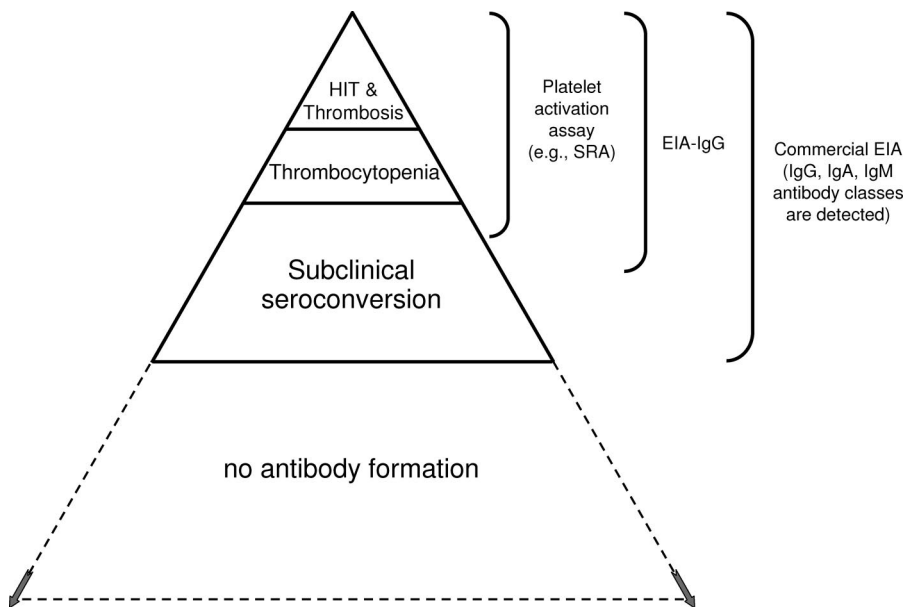 HIT &
Thrombosis
Thrombocytopenia
Subclinical
seroconversion
no antibody formation
Platelet
activation
assay
(e.g., SRA)
EIA-IgG
Commercial EIA
(IgG, IgA, IgM
antibody classes
are detected)